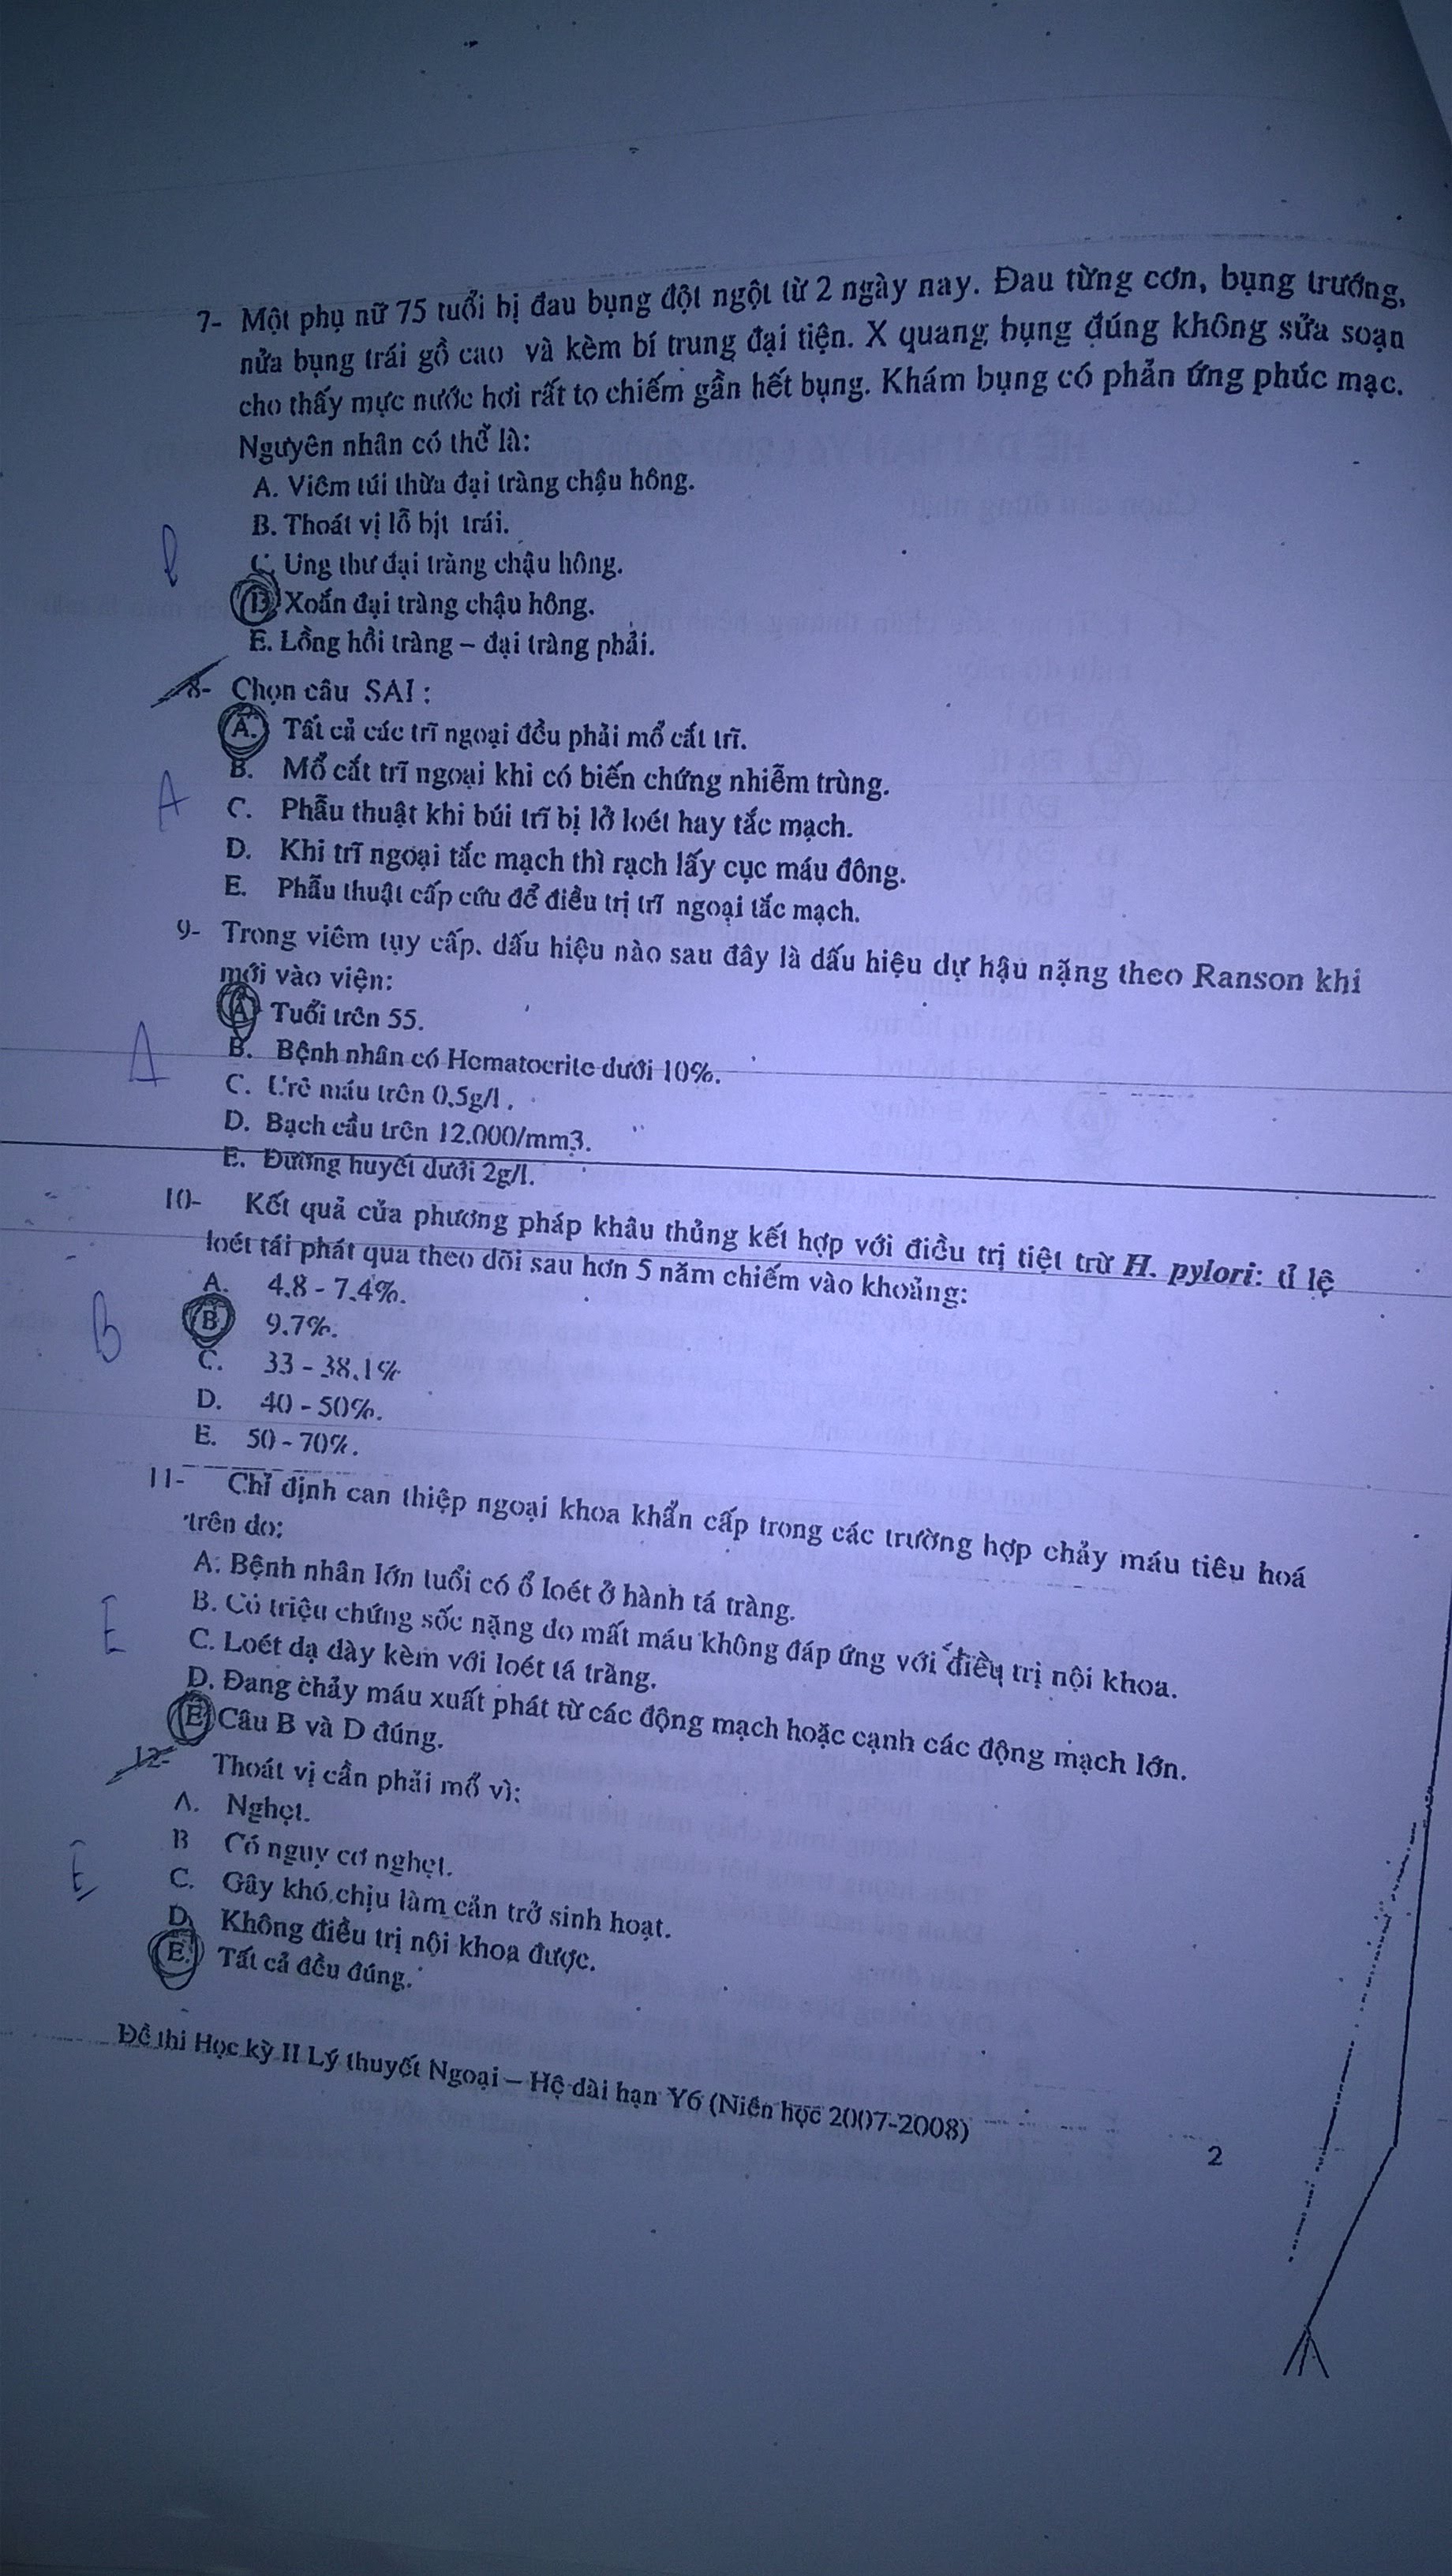 7- Một phụ nữ 75 tuổi bị đau bụng đột ngột từ 2 ngày nay. Đau từng cơn, bụng trướng,
nửa bụng trái gồ cao và kèm bí trung đại tiện. X quang bụng đúng không sửa soạn
cho thấy mực nước hơi rất to chiếm gần hết bụng. Khám bụng có phản ứng phúc mạc.
Nguyên nhân có thể là:
A. Viêm túi thừa đại tràng chậu hông.
B. Thoát vị lỗ bịt trái.
C. Ung thư đại tràng chậu hông.
D. Xoắn đại tràng chậu hông.
E. Lồng hồi tràng – đại tràng phải.
8- Chọn câu SAI :
A. Tất cả các trĩ ngoại đều phải mổ cắt trĩ.
B. Mổ cắt trĩ ngoại khi có biến chứng nhiễm trùng.
A
C. Phẫu thuật khi búi trĩ bị lở loét hay tắc mạch.
D. Khi trĩ ngoại tắc mạch thì rạch lấy cục máu đông.
E. Phẫu thuật cấp cứu để điều trị trĩ ngoại tắc mạch.
9- Trong viêm tụy cấp, dấu hiệu nào sau đây là dấu hiệu dự hậu nặng theo Ranson khi
mới vào viện:
A Tuổi trên 55.
A
B. Bệnh nhân có Hematocrite dưới 10%.
C. Urê máu trên 0,5g/l .
D. Bạch cầu trên 12.000/mm3.
E. Đường huyết dưới 2g/l.
10- Kết quả của phương pháp khâu thủng kết hợp với điều trị tiệt trừ H. pylori: tỉ lệ
loét tái phát qua theo dõi sau hơn 5 năm chiếm vào khoảng:
A. 4,8 - 7,4%.
B 9.7%.
B
C. 33 - 38,1%
D. 40 - 50%.
E. 50 - 70%.
11- Chỉ định can thiệp ngoại khoa khẩn cấp trong các trường hợp chảy máu tiêu hoá
trên do:
A. Bệnh nhân lớn tuổi có ổ loét ở hành tá tràng.
B. Có triệu chứng sốc nặng do mất máu không đáp ứng với điều trị nội khoa.
E
C. Loét dạ dày kèm với loét tá tràng.
D. Đang chảy máu xuất phát từ các động mạch hoặc cạnh các động mạch lớn.
E Câu B và D đúng.
12- Thoát vị cần phải mổ vì:
A. Nghẹt.
B Có nguy cơ nghẹt.
E
C. Gây khó chịu làm cản trở sinh hoạt.
D. Không điều trị nội khoa được.
E. Tất cả đều đúng.
Đề thi Học kỳ II Lý thuyết Ngoại – Hệ dài hạn Y6 (Niên học 2007-2008)
2